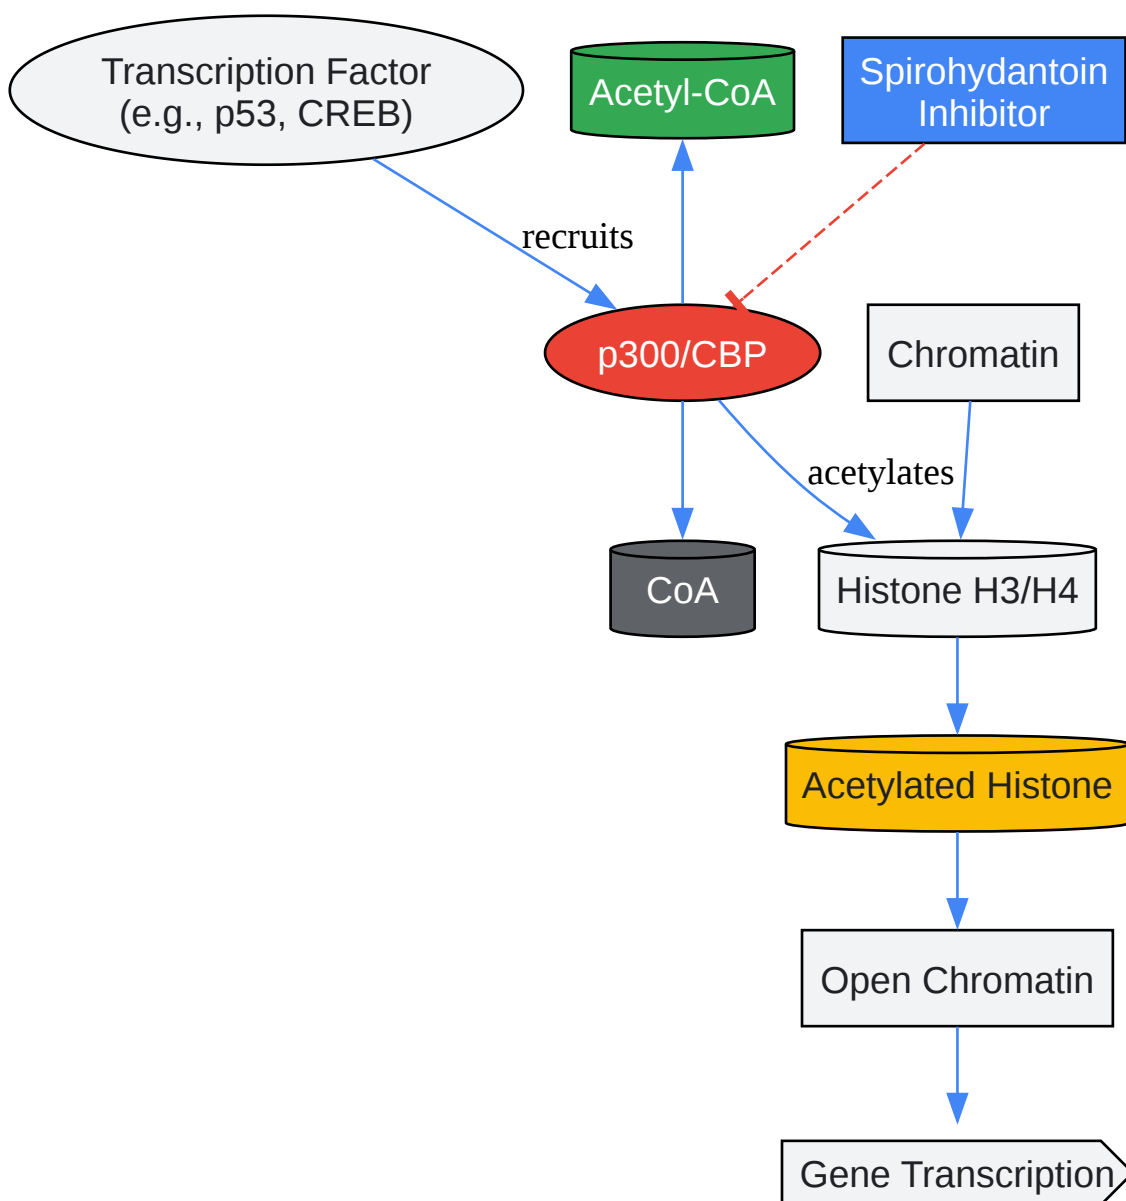 Transcription Factor
(e.g., p53, CREB)
Acetyl-CoA
Spirohydantoin
Inhibitor
recruits
p300/CBP
Chromatin
acetylates
CoA
Histone H3/H4
Acetylated Histone
Open Chromatin
Gene Transcription